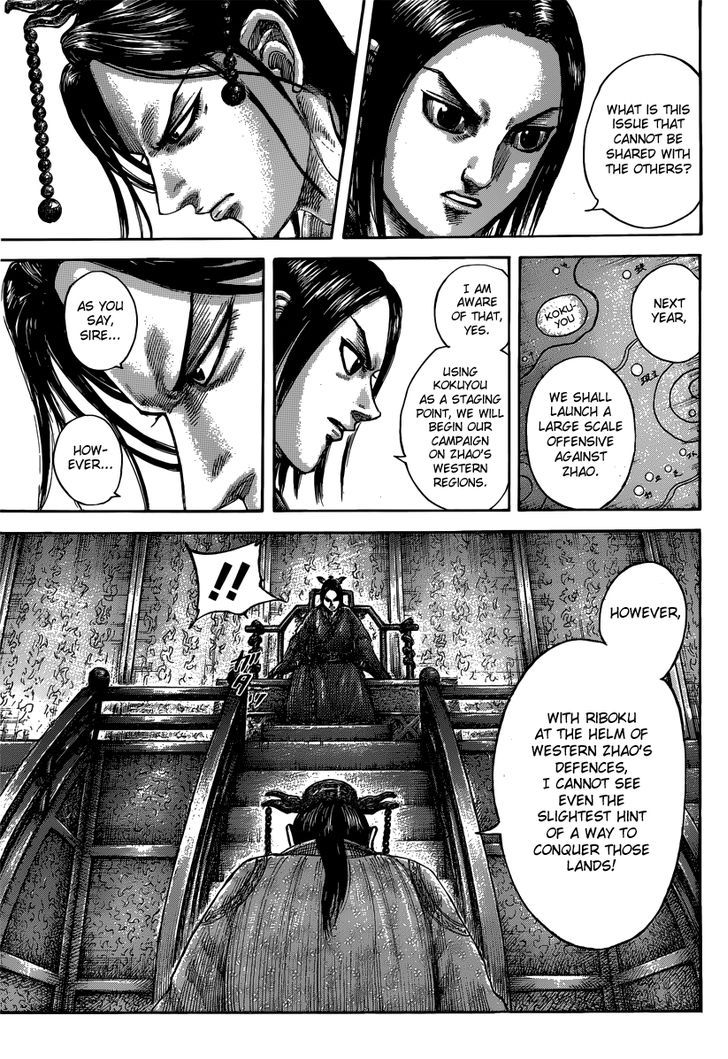 WHAT IS THIS
ISSUE THAT
CANNOT BE
SHARED WITH
THE OTHERS?
NEXT
YEAR,
KOKU-
YOU
WE SHALL
LAUNCH A
LARGE SCALE
OFFENSIVE
AGAINST
ZHAO.
I AM
AWARE
OF THAT,
YES.
USING
KOKUYOU
AS A STAGING
POINT, WE WILL
BEGIN OUR
CAMPAIGN
ON ZHAO'S
WESTERN
REGIONS.
AS YOU
SAY,
SIRE...
HOW-
EVER...
HOWEVER,
WITH RIBOKU
AT THE HELM OF
WESTERN ZHAO'S
DEFENCES,
I CANNOT SEE
EVEN THE
SLIGHTEST HINT
OF A WAY TO
CONQUER THOSE
LANDS!
!!
ガタッ